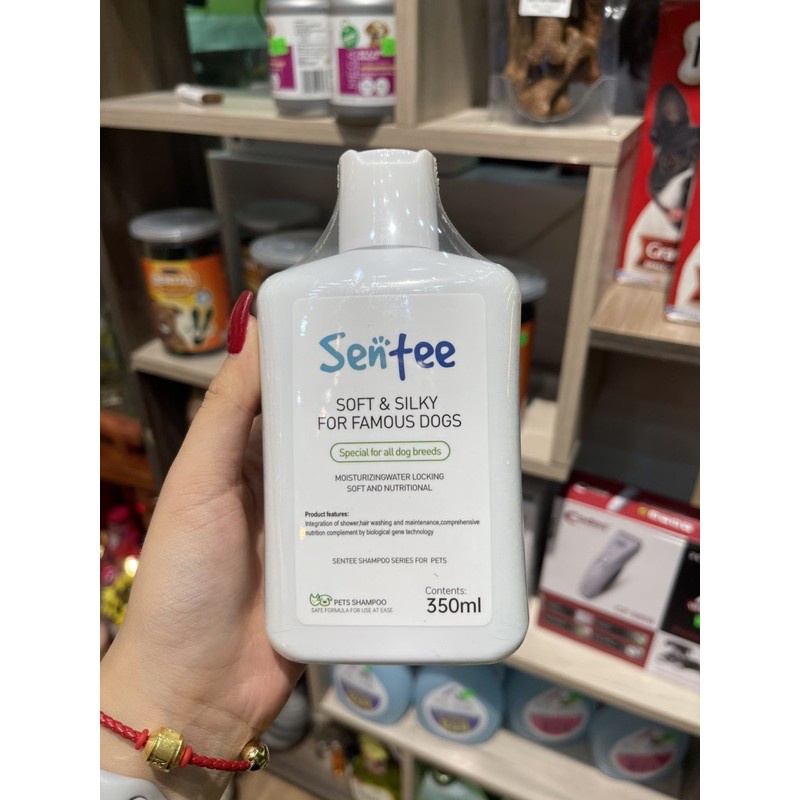 Sentee
SOFT & SILKY
FOR FAMOUS DOGS
Special for all dog breeds
MOISTURIZINGWATER LOCKING
SOFT AND NUTRITIONAL
Product features:
Integration of shower,hair washing and maintenance,comprehensive
nutrition complement by biological gene technology
SENTEE SHAMPOO SERIES FOR PETS
PETS SHAMPOO
SAFE FORMULA FOR USE AT EASE
Contents:
350ml